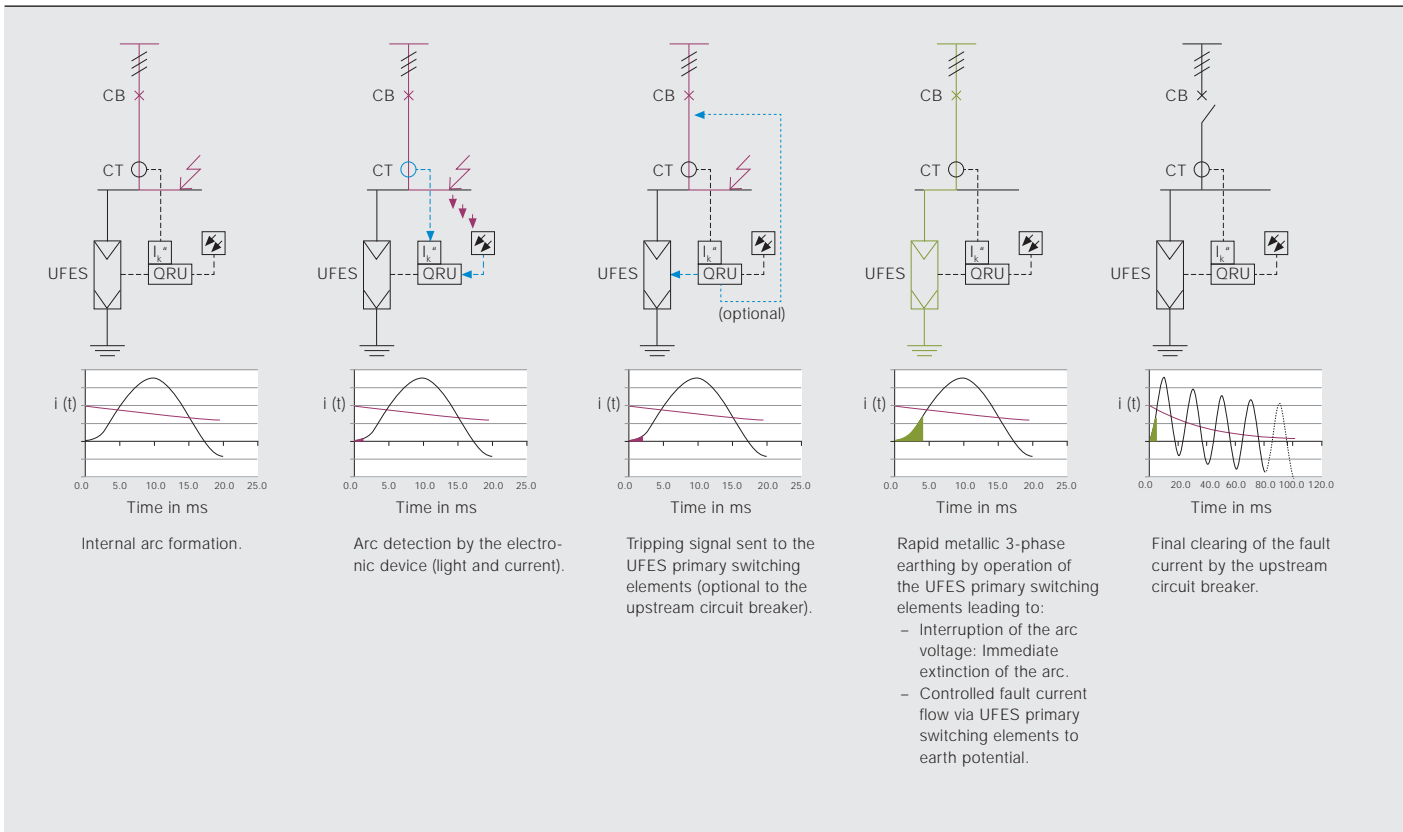 CB
CT
UFES
I k "
QRU
i (t)
0.0 5.0 10.0 15.0 20.0 25.0
Time in ms
Internal arc formation.
CB
CT
UFES
I k "
QRU
i (t)
0.0 5.0 10.0 15.0 20.0 25.0
Time in ms
Arc detection by the electro-
nic device (light and current).
CB
CT
UFES
I k "
QRU
(optional)
i (t)
0.0 5.0 10.0 15.0 20.0 25.0
Time in ms
Tripping signal sent to the
UFES primary switching
elements (optional to the
upstream circuit breaker).
CB
CT
UFES
I k "
QRU
i (t)
0.0 5.0 10.0 15.0 20.0 25.0
Time in ms
Rapid metallic 3-phase
earthing by operation of
the UFES primary switching
elements leading to:
– Interruption of the arc
voltage: Immediate
extinction of the arc.
– Controlled fault current
flow via UFES primary
switching elements to
earth potential.
CB
CT
UFES
I k "
QRU
i (t)
0.0 20.0 40.0 60.0 80.0 100.0 120.0
Time in ms
Final clearing of the fault
current by the upstream
circuit breaker.